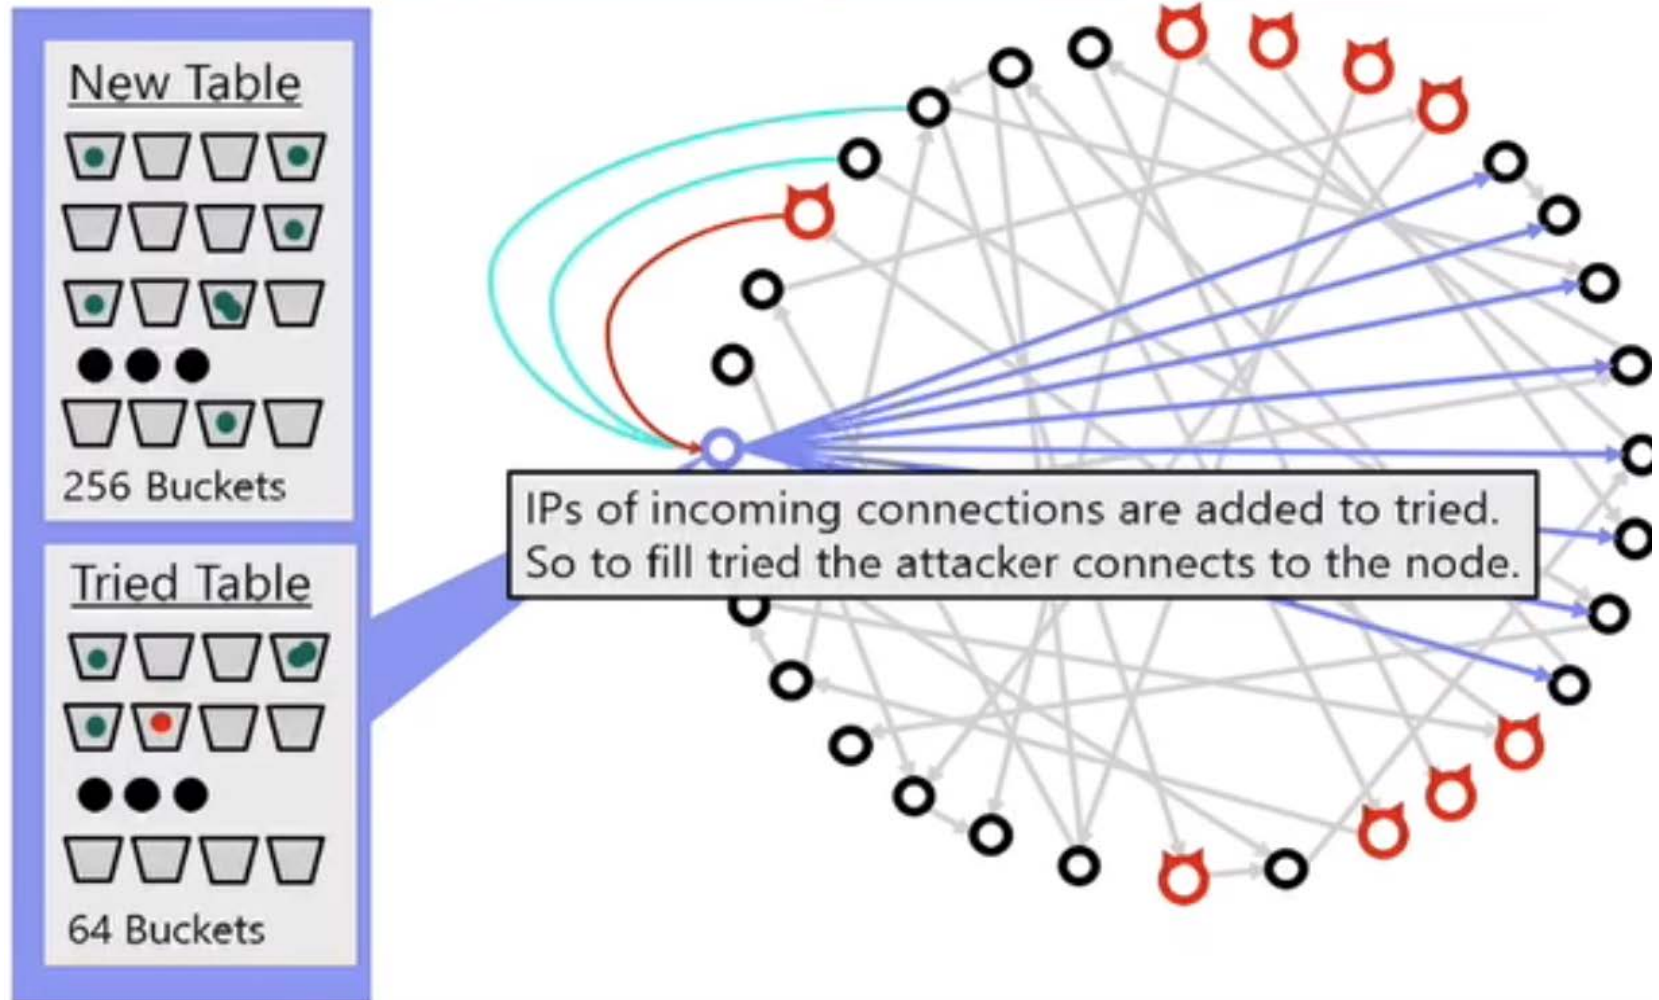 New Table
256 Buckets
Tried Table
64 Buckets
IPs of incoming connections are added to tried.
So to fill tried the attacker connects to the node.